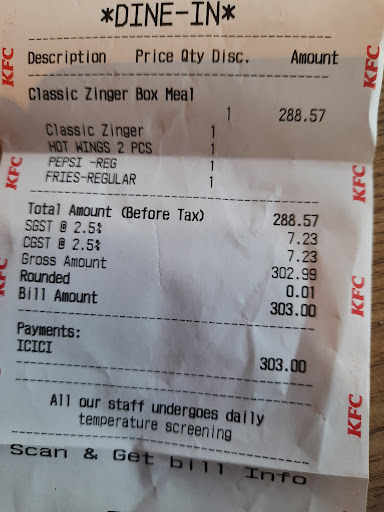 *DINE-IN*
Description Price Qty Disc. Amount
Classic Zinger Box Meal
1 288.57
Classic Zinger 1
HOT WINGS 2 PCS 1
PEPSI -REG 1
FRIES-REGULAR 1
Total Amount (Before Tax) 288.57
SGST @ 2.5% 7.23
CGST @ 2.5% 7.23
Gross Amount 302.99
Rounded 0.01
Bill Amount 303.00
Payments:
ICICI 303.00
All our staff undergoes daily
temperature screening
Scan & Get bill Info
KFC
KFC
KFC
KFC
KFC
KFC
KFC